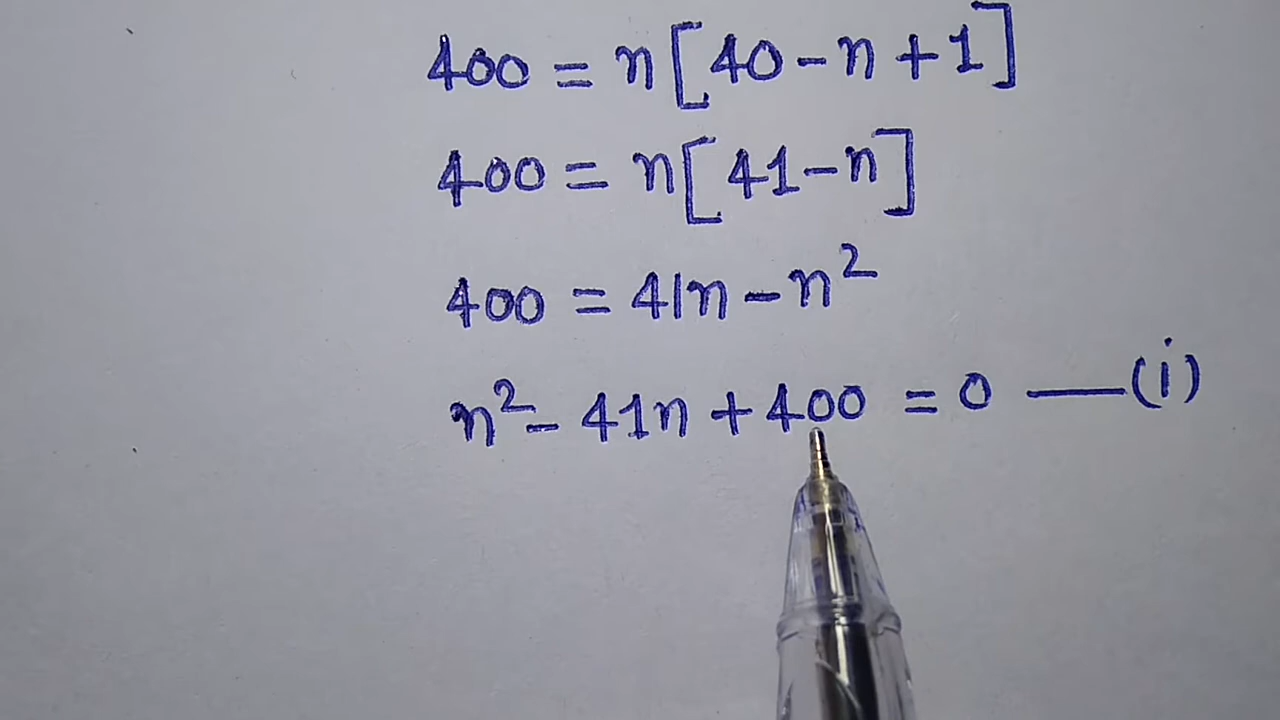 400 = n[40-n+1]
400 = n[41-n]
400 = 41n-n²
n²-41n+400 = 0 —(i)